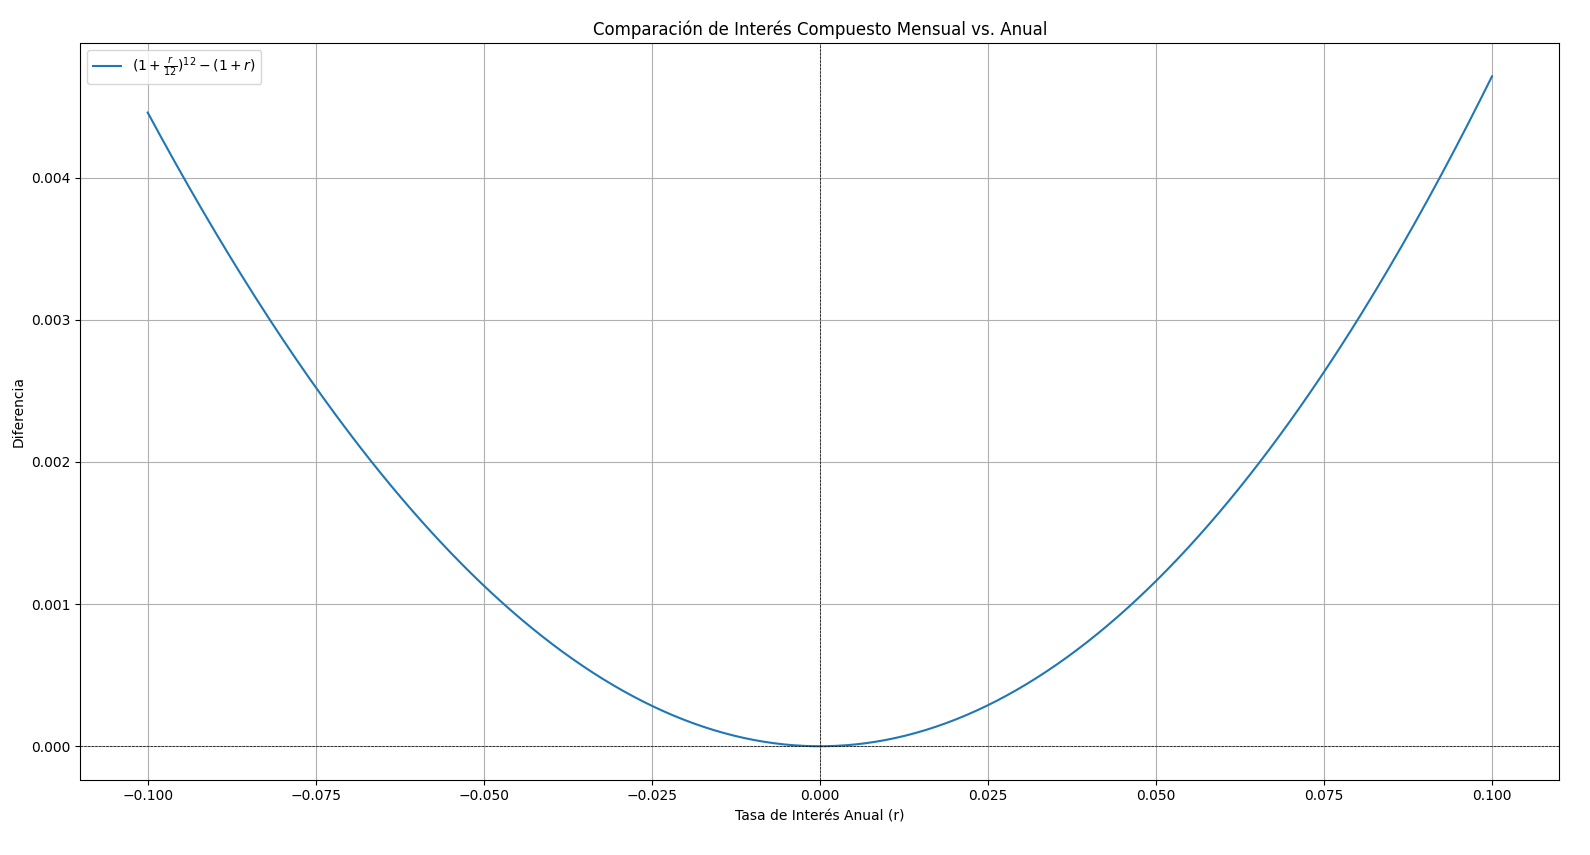 Comparación de Interés Compuesto Mensual vs. Anual
(1 + r/12)^12 − (1 + r)
0.004
0.003
0.002
0.001
0.000
Diferencia
−0.100 −0.075 −0.050 −0.025 0.000 0.025 0.050 0.075 0.100
Tasa de Interés Anual (r)